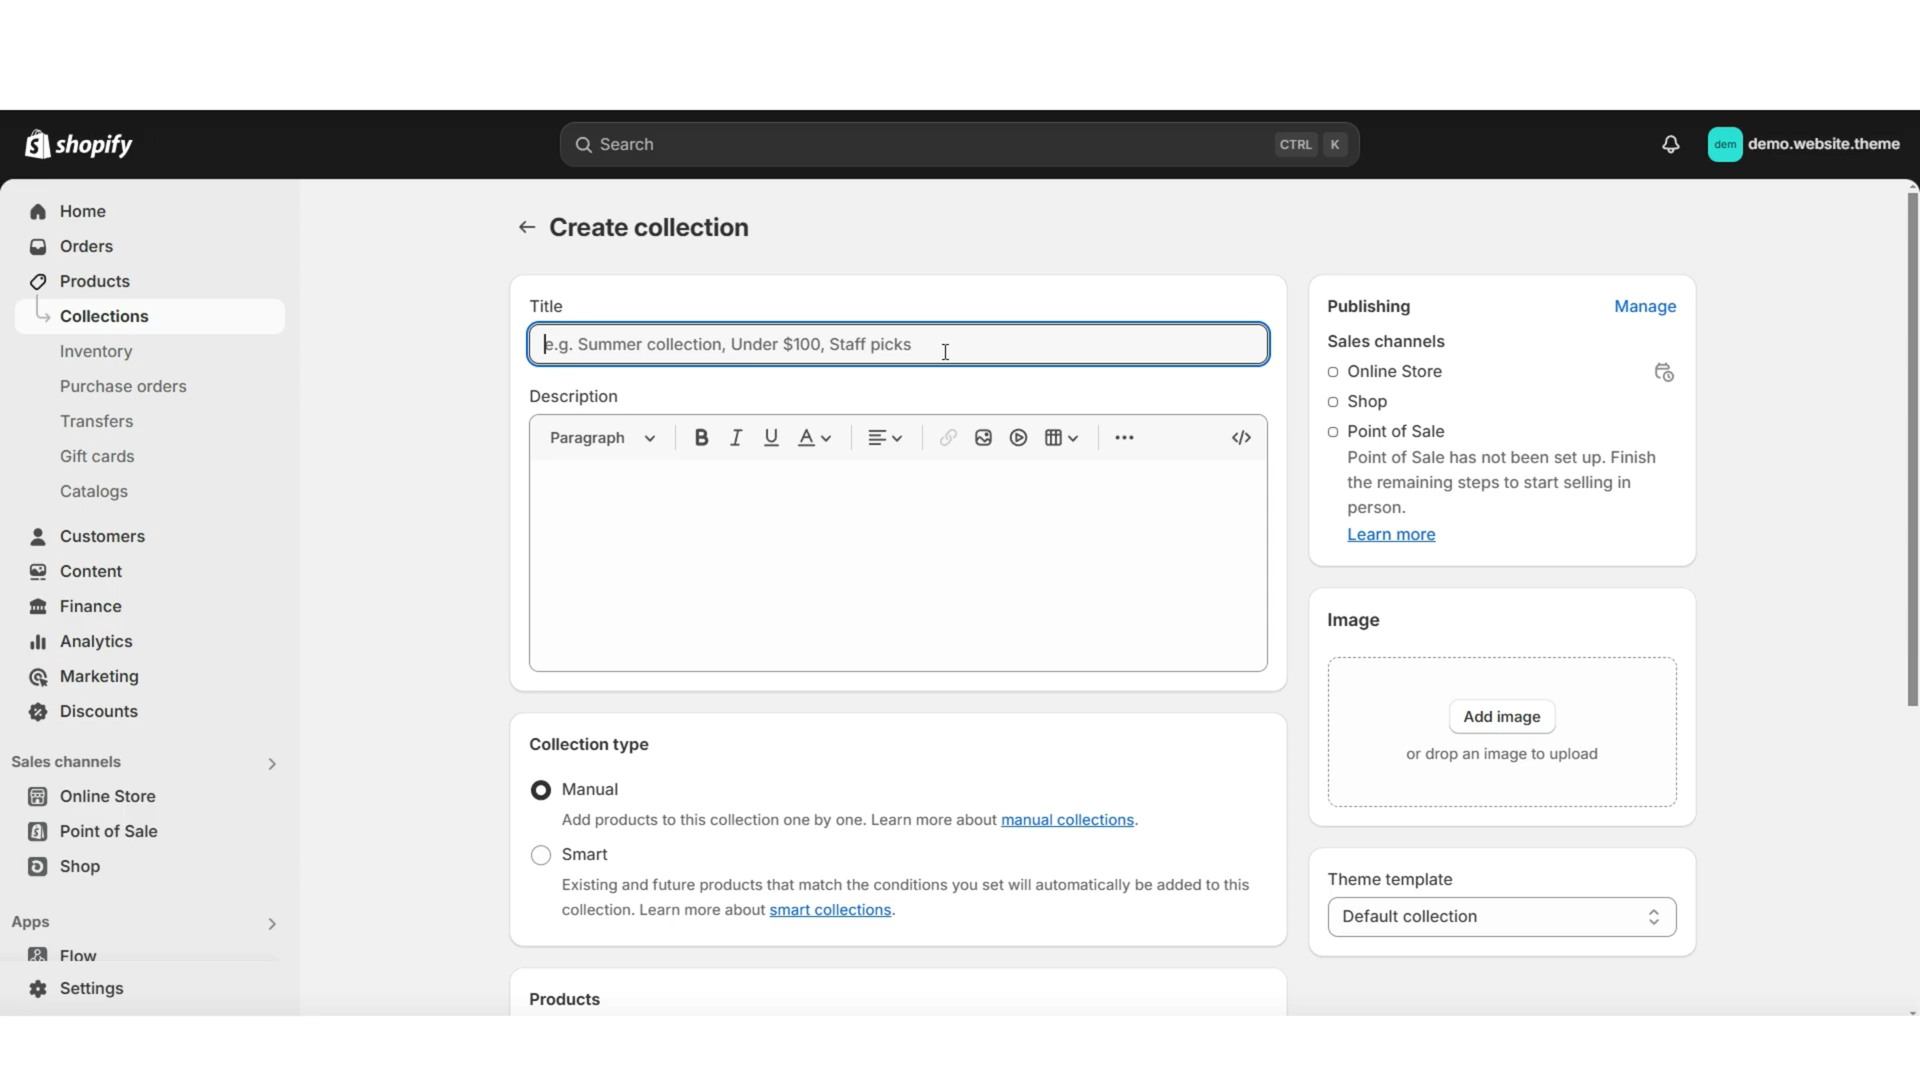 shopify
Search
CTRL K
dem
demo.website.theme
Home
Orders
Products
Collections
Inventory
Purchase orders
Transfers
Gift cards
Catalogs
Customers
Content
Finance
Analytics
Marketing
Discounts
Sales channels
Online Store
Point of Sale
Shop
Apps
Flow
Settings
Create collection
Title
e.g. Summer collection, Under $100, Staff picks
Description
Paragraph
B I U A
Collection type
Manual
Add products to this collection one by one. Learn more about manual collections.
Smart
Existing and future products that match the conditions you set will automatically be added to this
collection. Learn more about smart collections.
Products
Publishing
Manage
Sales channels
Online Store
Shop
Point of Sale
Point of Sale has not been set up. Finish
the remaining steps to start selling in
person.
Learn more
Image
Add image
or drop an image to upload
Theme template
Default collection